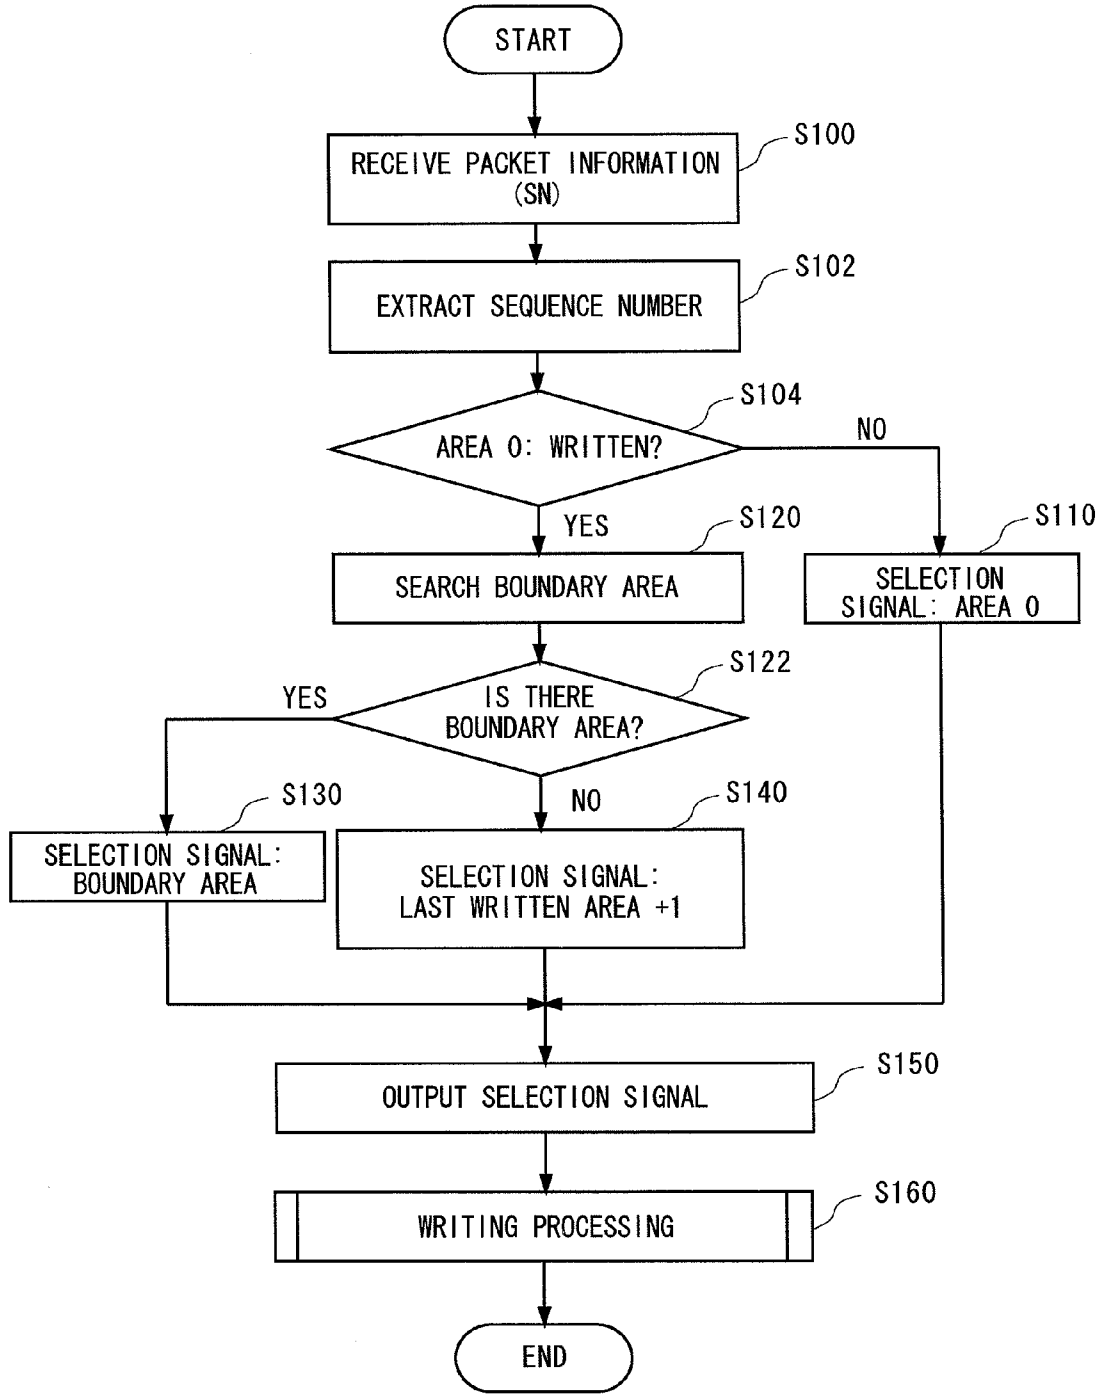 START
S100
RECEIVE PACKET INFORMATION
(SN)
S102
EXTRACT SEQUENCE NUMBER
S104
AREA 0: WRITTEN?
NO
YES
S120
SEARCH BOUNDARY AREA
S110
SELECTION
SIGNAL: AREA 0
S122
IS THERE
BOUNDARY AREA?
YES
NO
S130
SELECTION SIGNAL:
BOUNDARY AREA
S140
SELECTION SIGNAL:
LAST WRITTEN AREA +1
S150
OUTPUT SELECTION SIGNAL
S160
WRITING PROCESSING
END